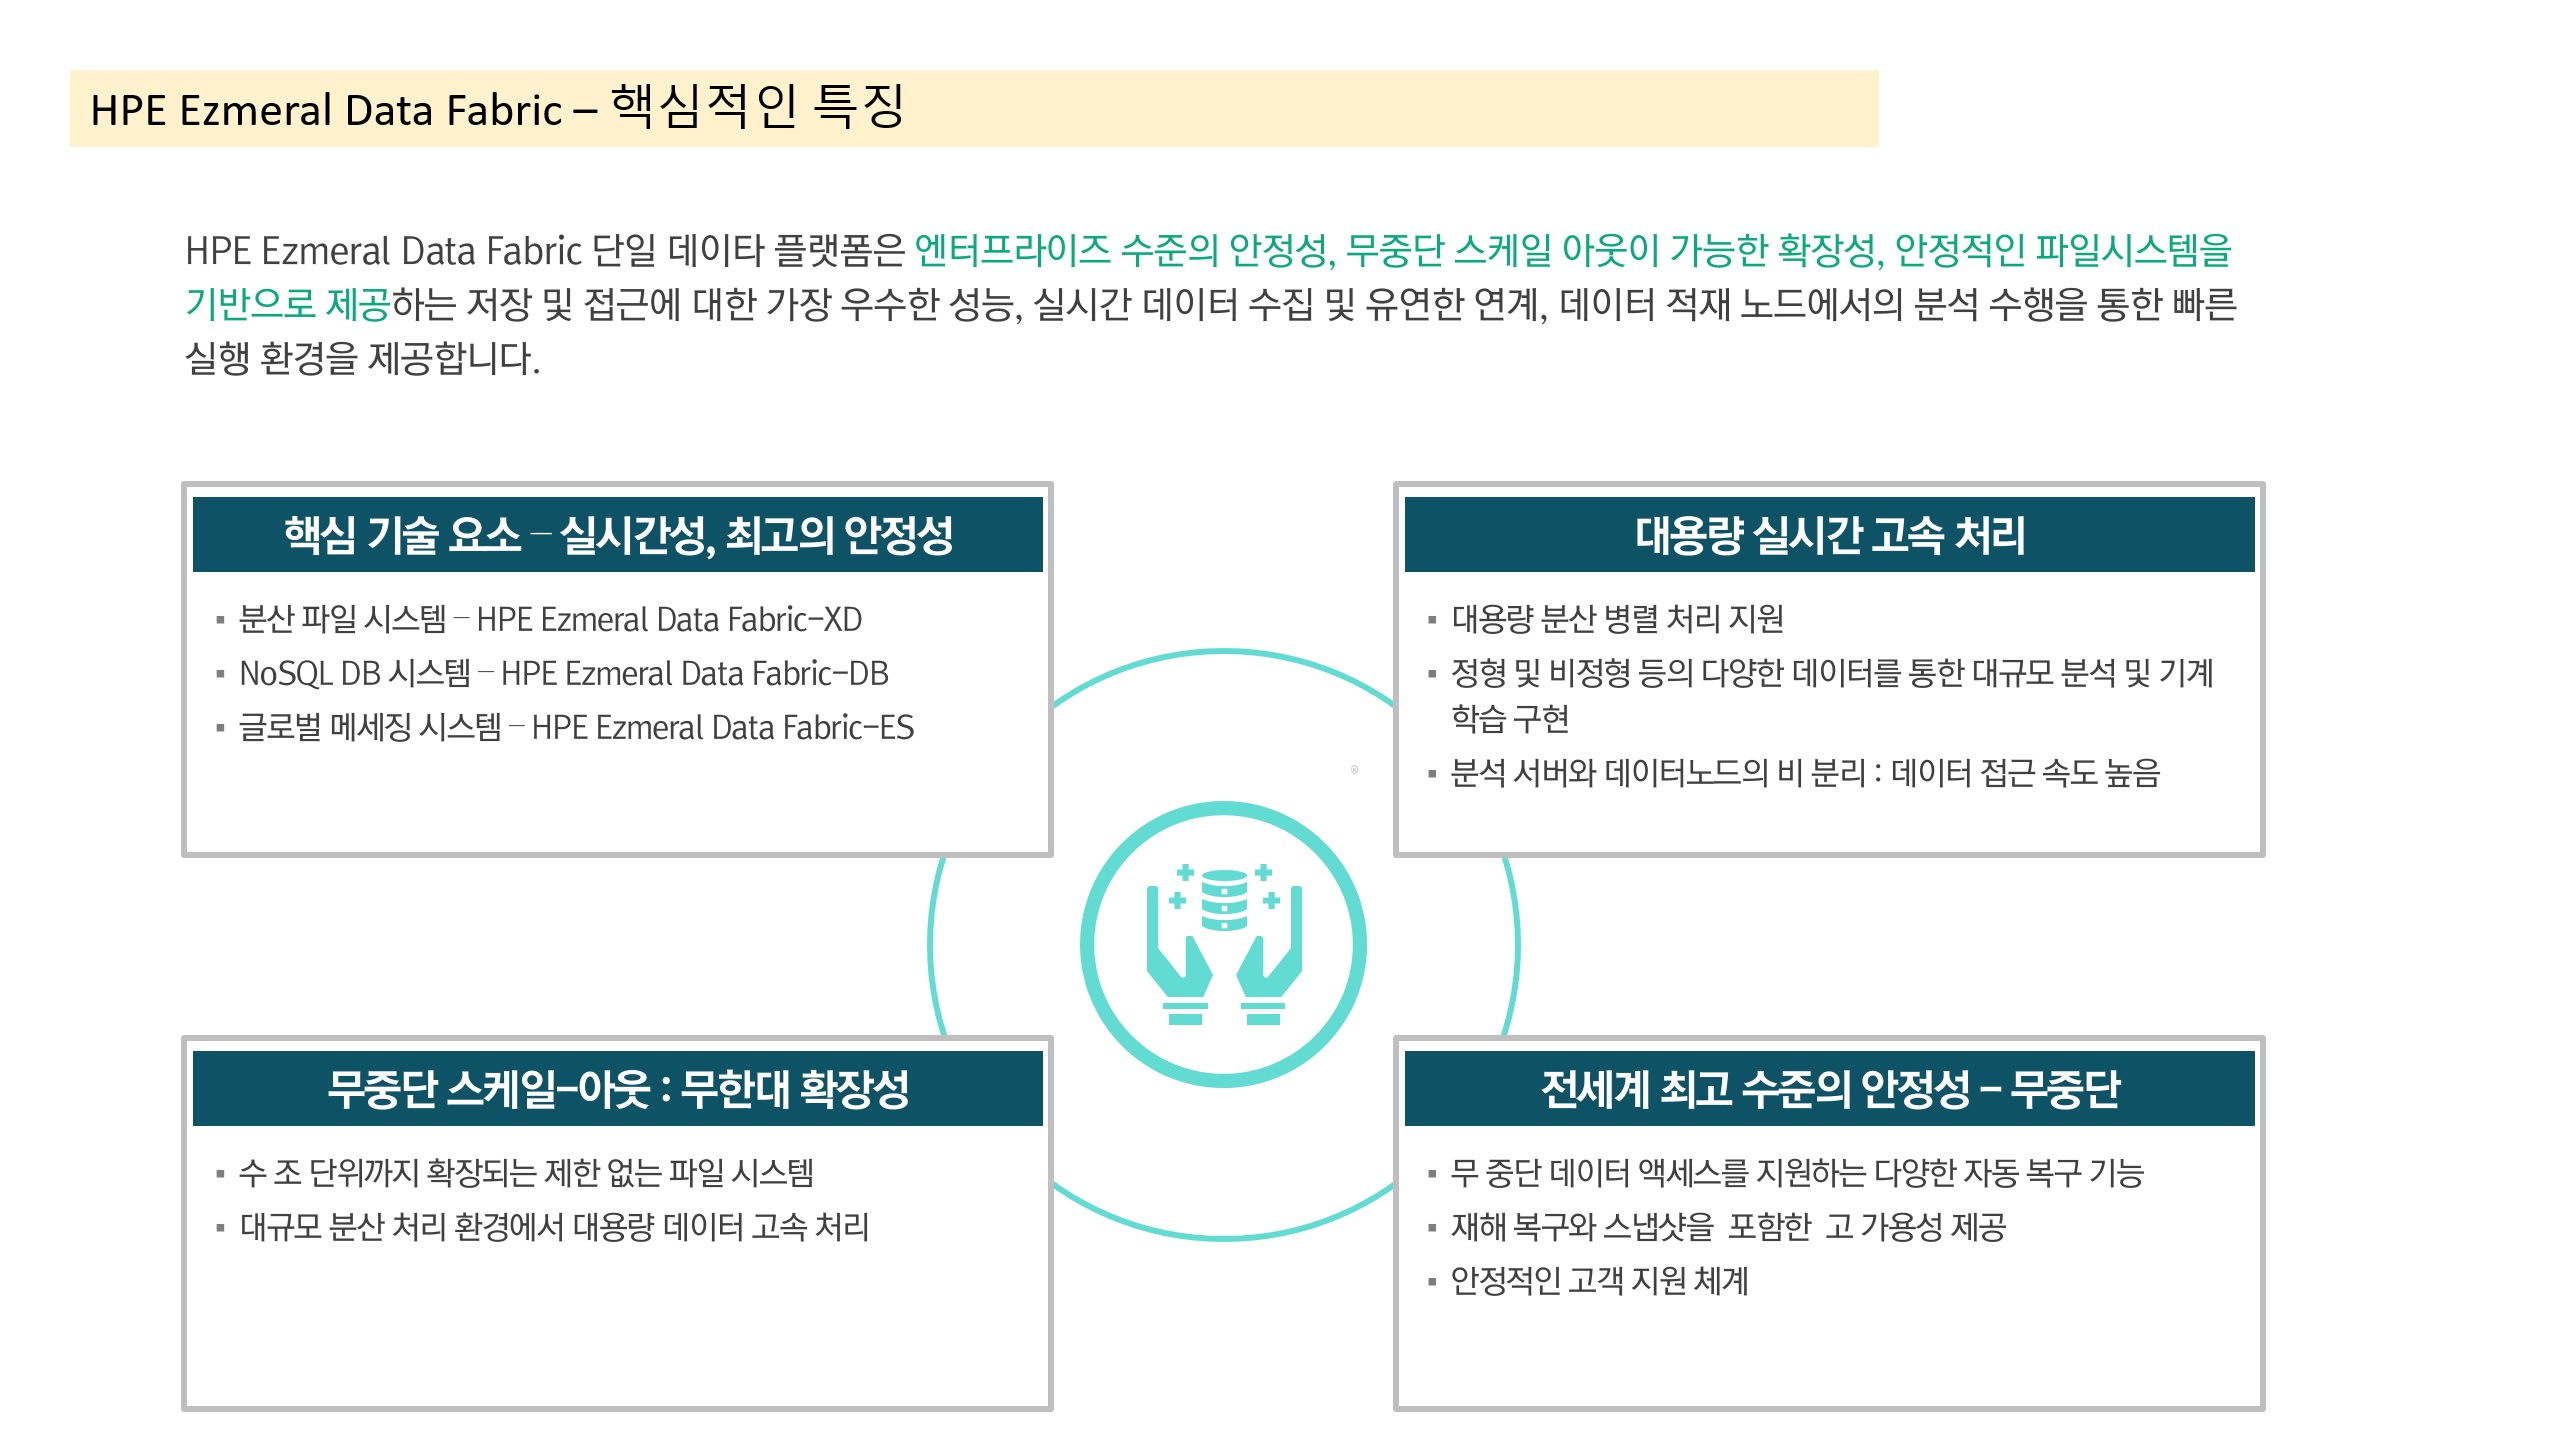 HPE Ezmeral Data Fabric – 핵심적인 특징
HPE Ezmeral Data Fabric 단일 데이타 플랫폼은 엔터프라이즈 수준의 안정성, 무중단 스케일 아웃이 가능한 확장성, 안정적인 파일시스템을
기반으로 제공하는 저장 및 접근에 대한 가장 우수한 성능, 실시간 데이터 수집 및 유연한 연계, 데이터 적재 노드에서의 분석 수행을 통한 빠른
실행 환경을 제공합니다.
핵심 기술 요소 – 실시간성, 최고의 안정성
▪ 분산 파일 시스템 – HPE Ezmeral Data Fabric-XD
▪ NoSQL DB 시스템 – HPE Ezmeral Data Fabric-DB
▪ 글로벌 메세징 시스템 – HPE Ezmeral Data Fabric-ES
대용량 실시간 고속 처리
▪ 대용량 분산 병렬 처리 지원
▪ 정형 및 비정형 등의 다양한 데이터를 통한 대규모 분석 및 기계
학습 구현
▪ 분석 서버와 데이터노드의 비 분리 : 데이터 접근 속도 높음
®
무중단 스케일-아웃 : 무한대 확장성
▪ 수 조 단위까지 확장되는 제한 없는 파일 시스템
▪ 대규모 분산 처리 환경에서 대용량 데이터 고속 처리
전세계 최고 수준의 안정성 - 무중단
▪ 무 중단 데이터 액세스를 지원하는 다양한 자동 복구 기능
▪ 재해 복구와 스냅샷을 포함한 고 가용성 제공
▪ 안정적인 고객 지원 체계